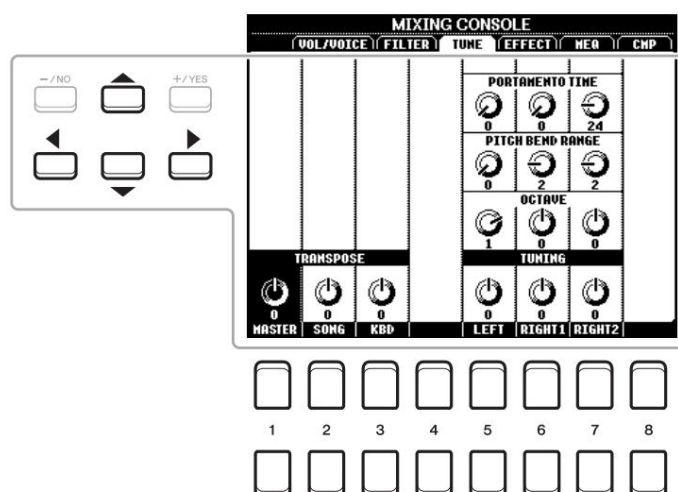 MIXING CONSOLE
VOL/VOICE FILTER TUNE EFFECT MEQ CMP
-/NO +/YES
PORTAMENTO TIME
0 0 24
PITCH BEND RANGE
0 2 2
OCTAVE
1 0 0
TRANSPOSE TUNING
0 0 0 0 0 0
MASTER SONG KBD LEFT RIGHT1 RIGHT2
1 2 3 4 5 6 7 8